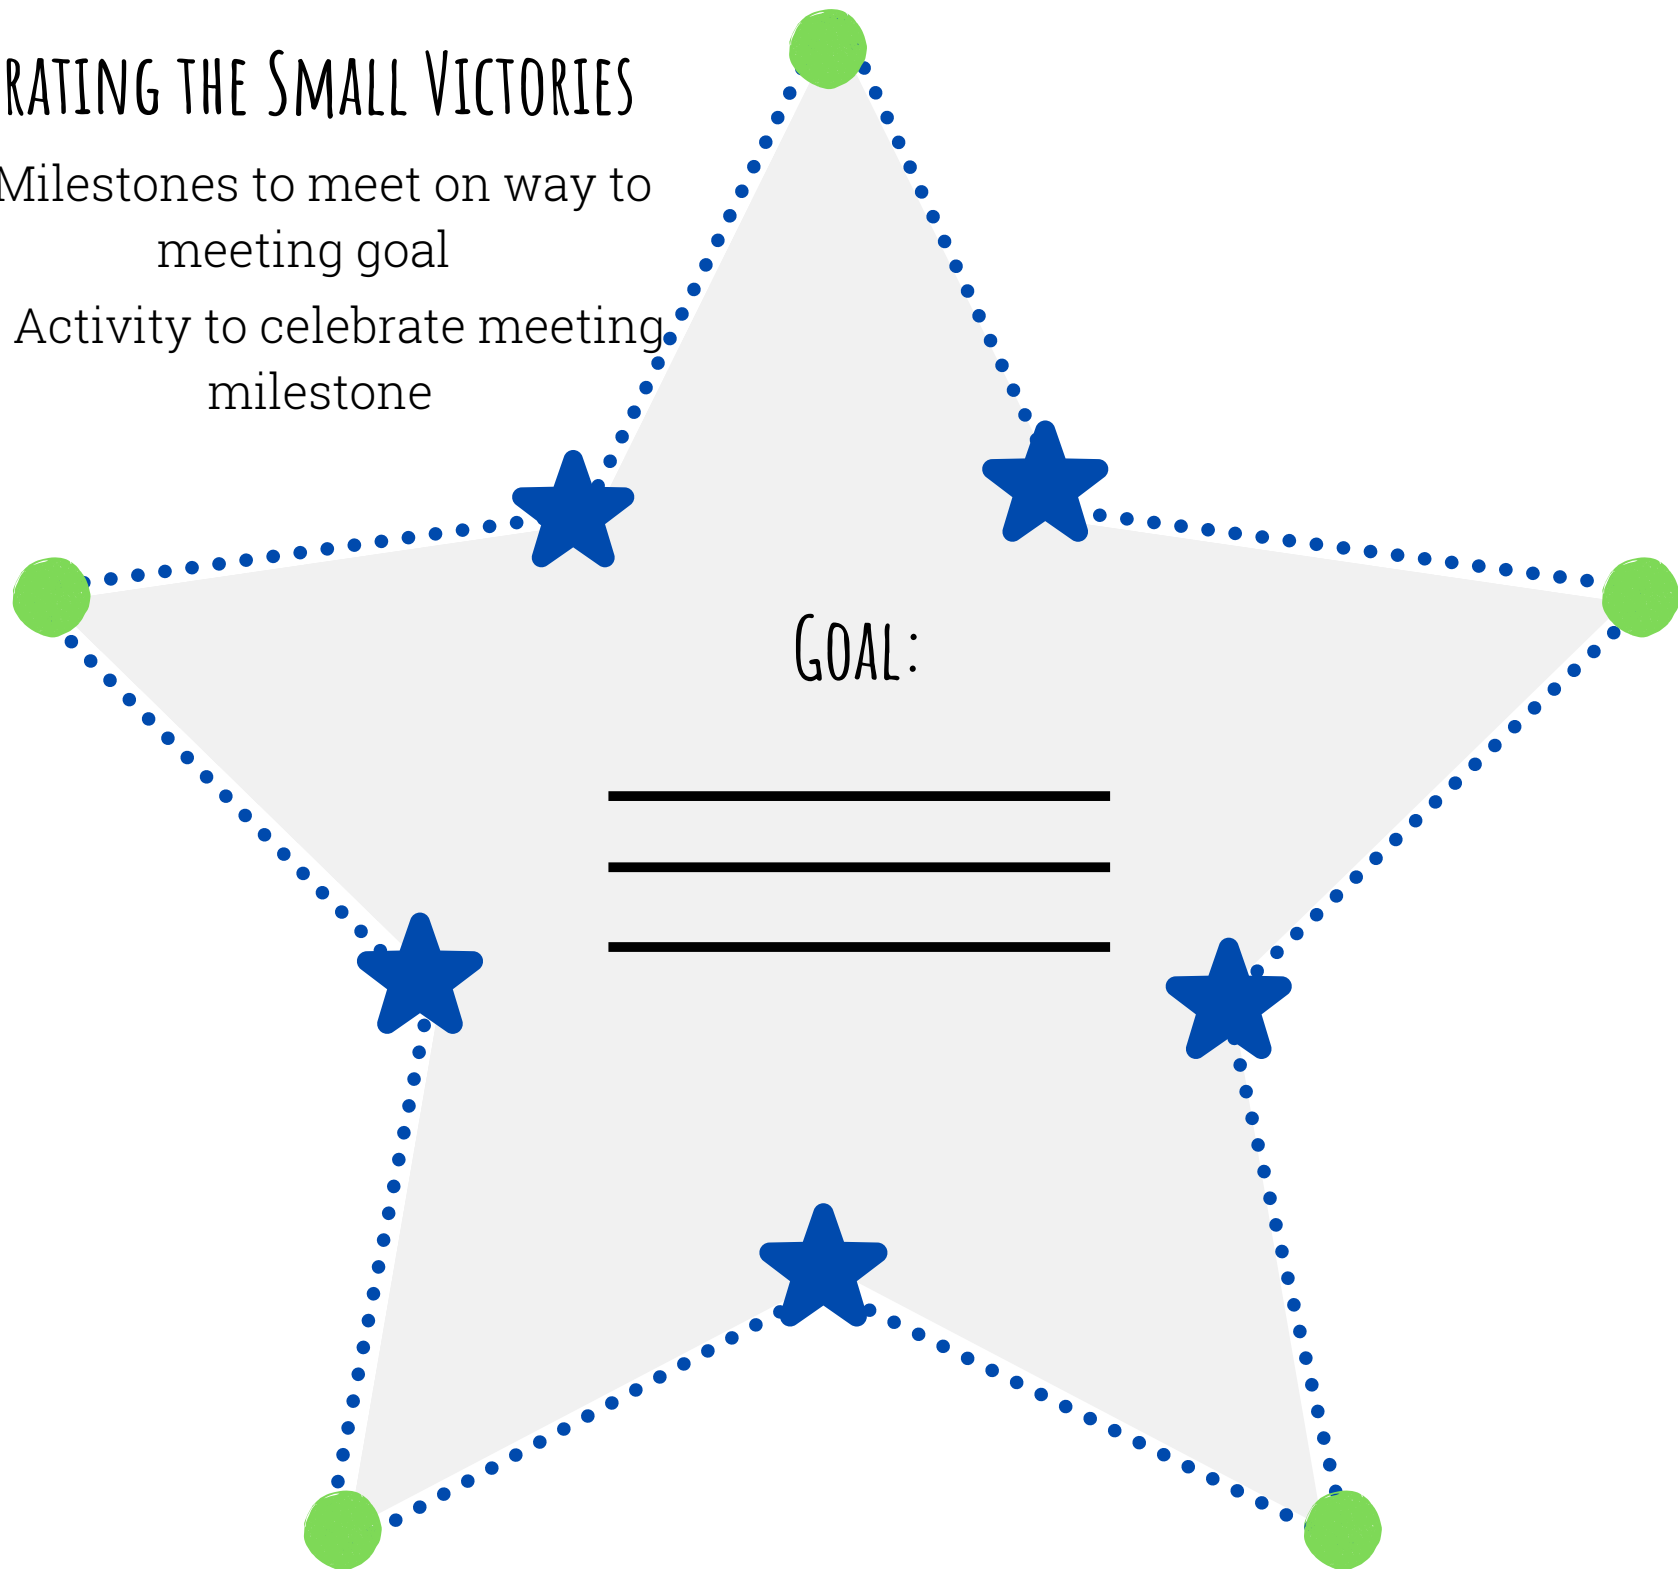 RATING THE SMALL VICTORIES
Milestones to meet on way to
meeting goal
Activity to celebrate meeting
milestone
GOAL: